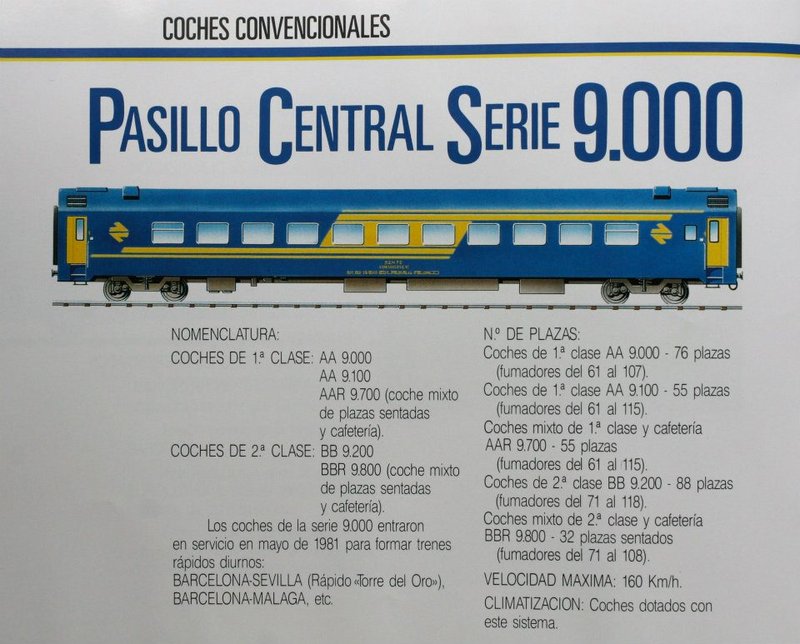 COCHES CONVENCIONALES
PASILLO CENTRAL SERIE 9.000
RENFE
NOMENCLATURA:
COCHES DE 1.ª CLASE: AA 9.000
AA 9.100
AAR 9.700 (coche mixto
de plazas sentadas
y cafetería).
COCHES DE 2.ª CLASE: BB 9.200
BBR 9.800 (coche mixto
de plazas sentadas
y cafetería).
Los coches de la serie 9.000 entraron
en servicio en mayo de 1981 para formar trenes
rápidos diurnos:
BARCELONA-SEVILLA (Rápido «Torre del Oro»),
BARCELONA-MALAGA, etc.
N.º DE PLAZAS:
Coches de 1.ª clase AA 9.000 - 76 plazas
(fumadores del 61 al 107).
Coches de 1.ª clase AA 9.100 - 55 plazas
(fumadores del 61 al 115).
Coches mixto de 1.ª clase y cafetería
AAR 9.700 - 55 plazas
(fumadores del 61 al 115).
Coches de 2.ª clase BB 9.200 - 88 plazas
(fumadores del 71 al 118).
Coches mixto de 2.ª clase y cafetería
BBR 9.800 - 32 plazas sentados
(fumadores del 71 al 108).
VELOCIDAD MAXIMA: 160 Km/h.
CLIMATIZACION: Coches dotados con
este sistema.